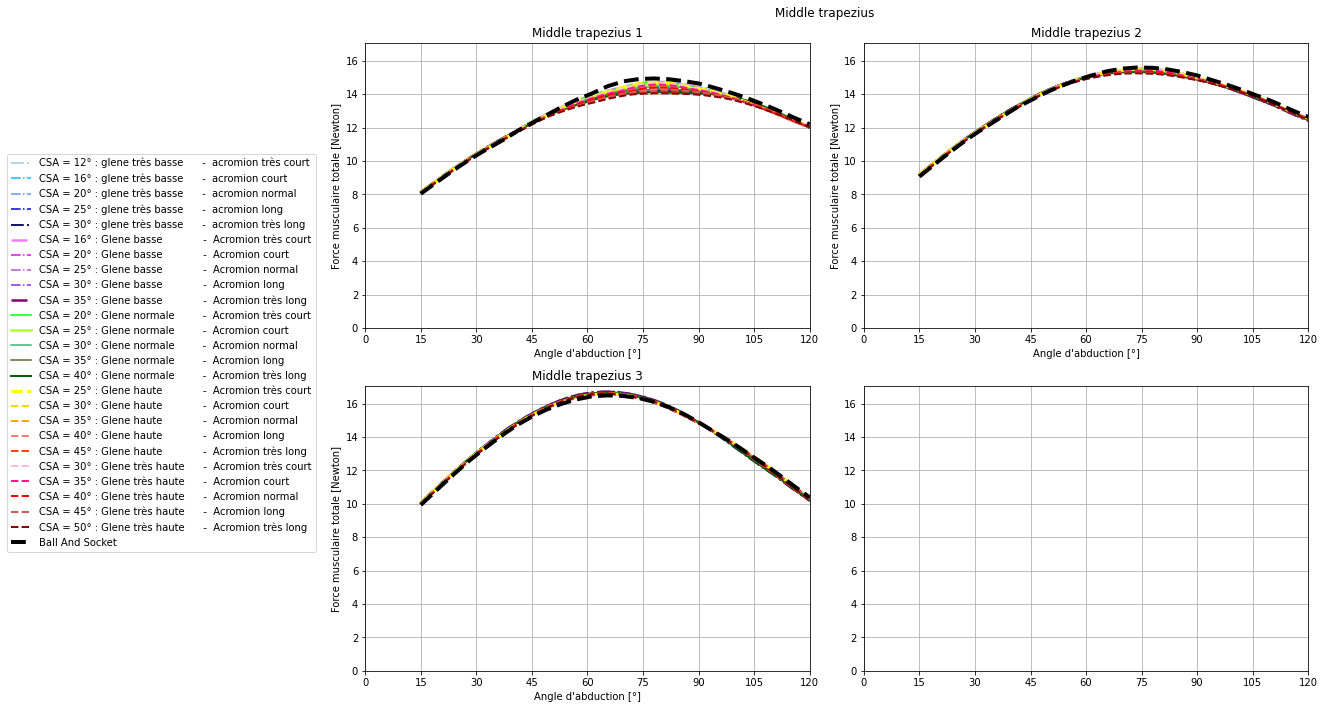 Middle trapezius
Middle trapezius 1
Middle trapezius 2
16
14
12
10
8
6
4
2
0
Force musculaire totale [Newton]
0 15 30 45 60 75 90 105 120
Angle d'abduction [°]
16
14
12
10
8
6
4
2
0
Force musculaire totale [Newton]
0 15 30 45 60 75 90 105 120
Angle d'abduction [°]
CSA = 12° : glene très basse - acromion très court
CSA = 16° : glene très basse - acromion court
CSA = 20° : glene très basse - acromion normal
CSA = 25° : glene très basse - acromion long
CSA = 30° : glene très basse - acromion très long
CSA = 16° : Glene basse - Acromion très court
CSA = 20° : Glene basse - Acromion court
CSA = 25° : Glene basse - Acromion normal
CSA = 30° : Glene basse - Acromion long
CSA = 35° : Glene basse - Acromion très long
CSA = 20° : Glene normale - Acromion très court
CSA = 25° : Glene normale - Acromion court
CSA = 30° : Glene normale - Acromion normal
CSA = 35° : Glene normale - Acromion long
CSA = 40° : Glene normale - Acromion très long
CSA = 25° : Glene haute - Acromion très court
CSA = 30° : Glene haute - Acromion court
CSA = 35° : Glene haute - Acromion normal
CSA = 40° : Glene haute - Acromion long
CSA = 45° : Glene haute - Acromion très long
CSA = 30° : Glene très haute - Acromion très court
CSA = 35° : Glene très haute - Acromion court
CSA = 40° : Glene très haute - Acromion normal
CSA = 45° : Glene très haute - Acromion long
CSA = 50° : Glene très haute - Acromion très long
Ball And Socket
Middle trapezius 3
16
14
12
10
8
6
4
2
0
Force musculaire totale [Newton]
0 15 30 45 60 75 90 105 120
Angle d'abduction [°]
16
14
12
10
8
6
4
2
0
0 15 30 45 60 75 90 105 120